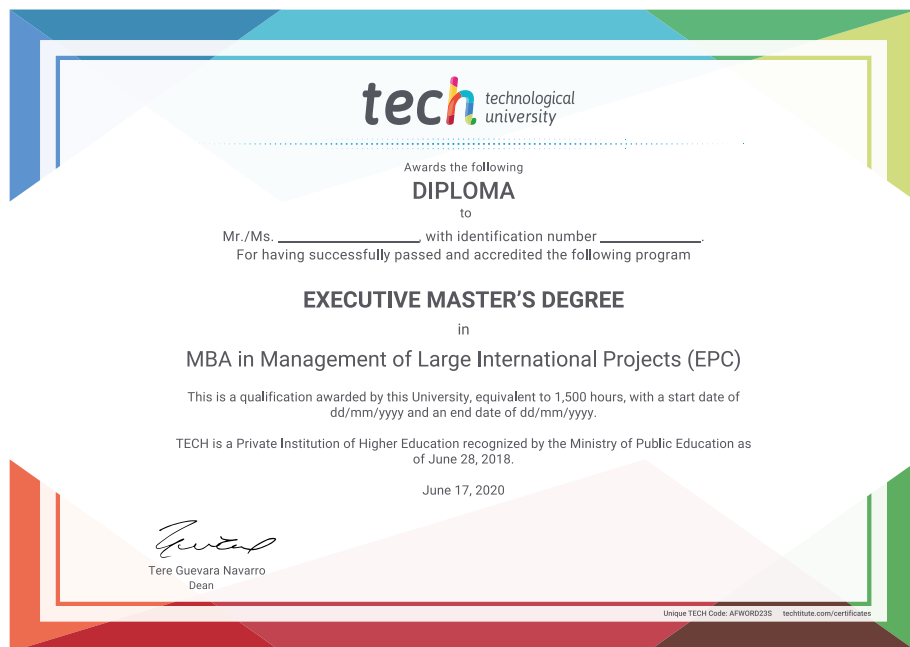 tech technological
university
Awards the following
DIPLOMA
to
Mr./Ms. ____________, with identification number ____________.
For having successfully passed and accredited the following program
EXECUTIVE MASTER'S DEGREE
in
MBA in Management of Large International Projects (EPC)
This is a qualification awarded by this University, equivalent to 1,500 hours, with a start date of
dd/mm/yyyy and an end date of dd/mm/yyyy.
TECH is a Private Institution of Higher Education recognized by the Ministry of Public Education as
of June 28, 2018.
June 17, 2020
Tere Guevara Navarro
Dean
Unique TECH Code: AFWORD23S techtitute.com/certificates